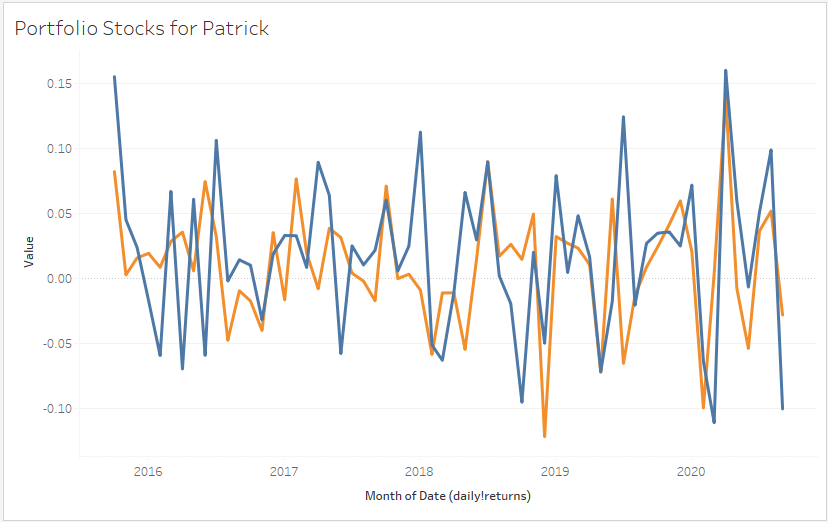 Portfolio Stocks for Patrick
0.15
0.10
0.05
0.00
-0.05
-0.10
Value
2016 2017 2018 2019 2020
Month of Date (daily!returns)